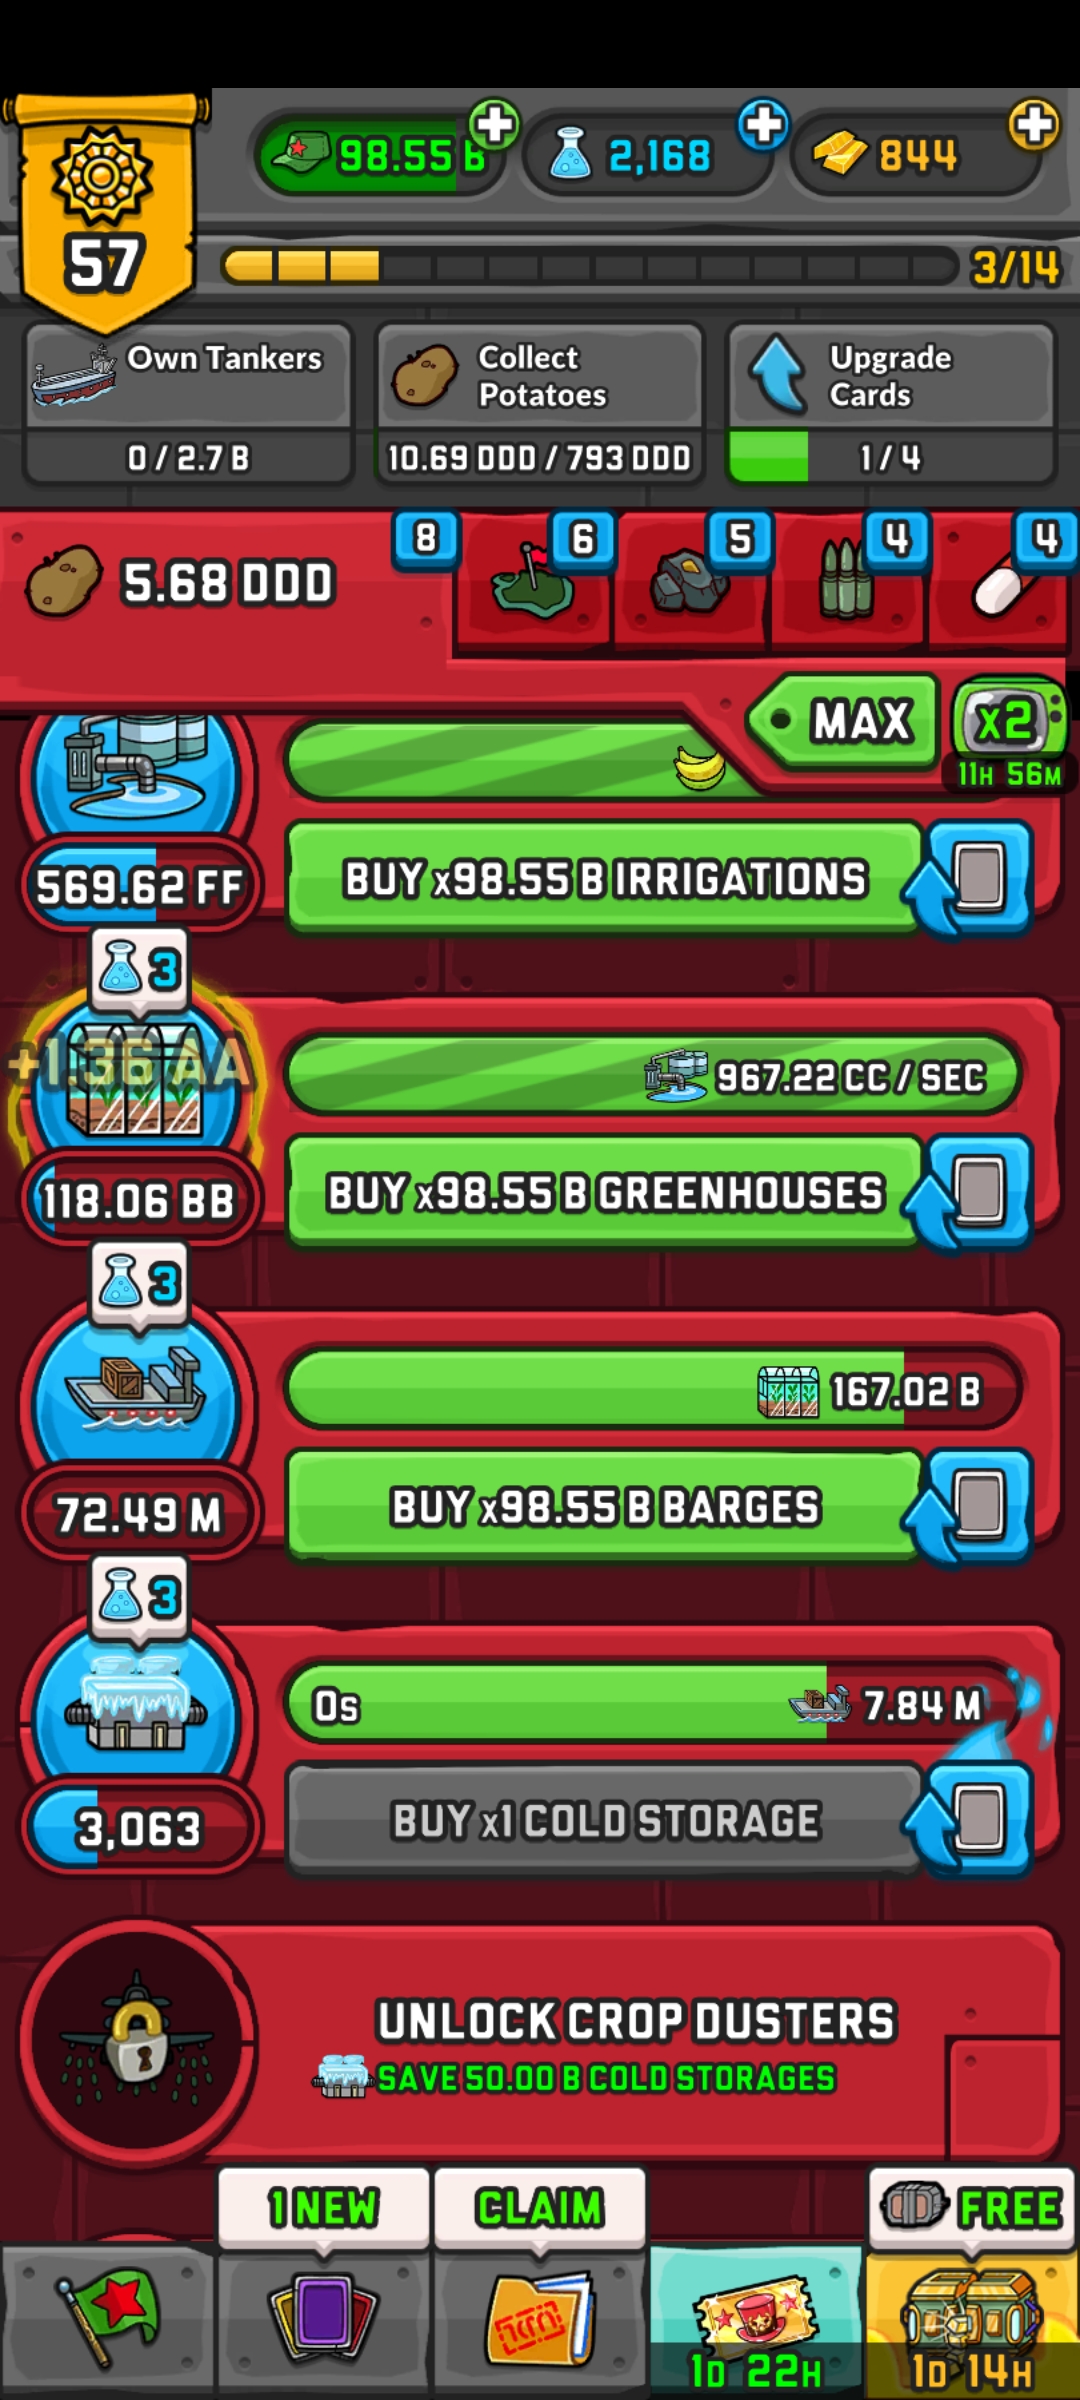 57
98.55 B
2,168
844
3/14
Own Tankers
0 / 2.7 B
Collect
Potatoes
10.69 DDD / 793 DDD
Upgrade
Cards
1 / 4
5.68 DDD
8
6
5
4
4
MAX
x2
11H 56M
569.62 FF
BUY x98.55 B IRRIGATIONS
3
+1.36 AA
967.22 CC / SEC
118.06 BB
BUY x98.55 B GREENHOUSES
3
167.02 B
72.49 M
BUY x98.55 B BARGES
3
0s
7.84 M
3,063
BUY x1 COLD STORAGE
UNLOCK CROP DUSTERS
SAVE 50.00 B COLD STORAGES
1 NEW
CLAIM
FREE
1D 22H
1D 14H